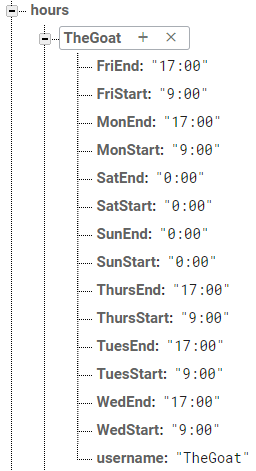 hours
TheGoat + ×
FriEnd: "17:00"
FriStart: "9:00"
MonEnd: "17:00"
MonStart: "9:00"
SatEnd: "0:00"
SatStart: "0:00"
SunEnd: "0:00"
SunStart: "0:00"
ThursEnd: "17:00"
ThursStart: "9:00"
TuesEnd: "17:00"
TuesStart: "9:00"
WedEnd: "17:00"
WedStart: "9:00"
username: "TheGoat"